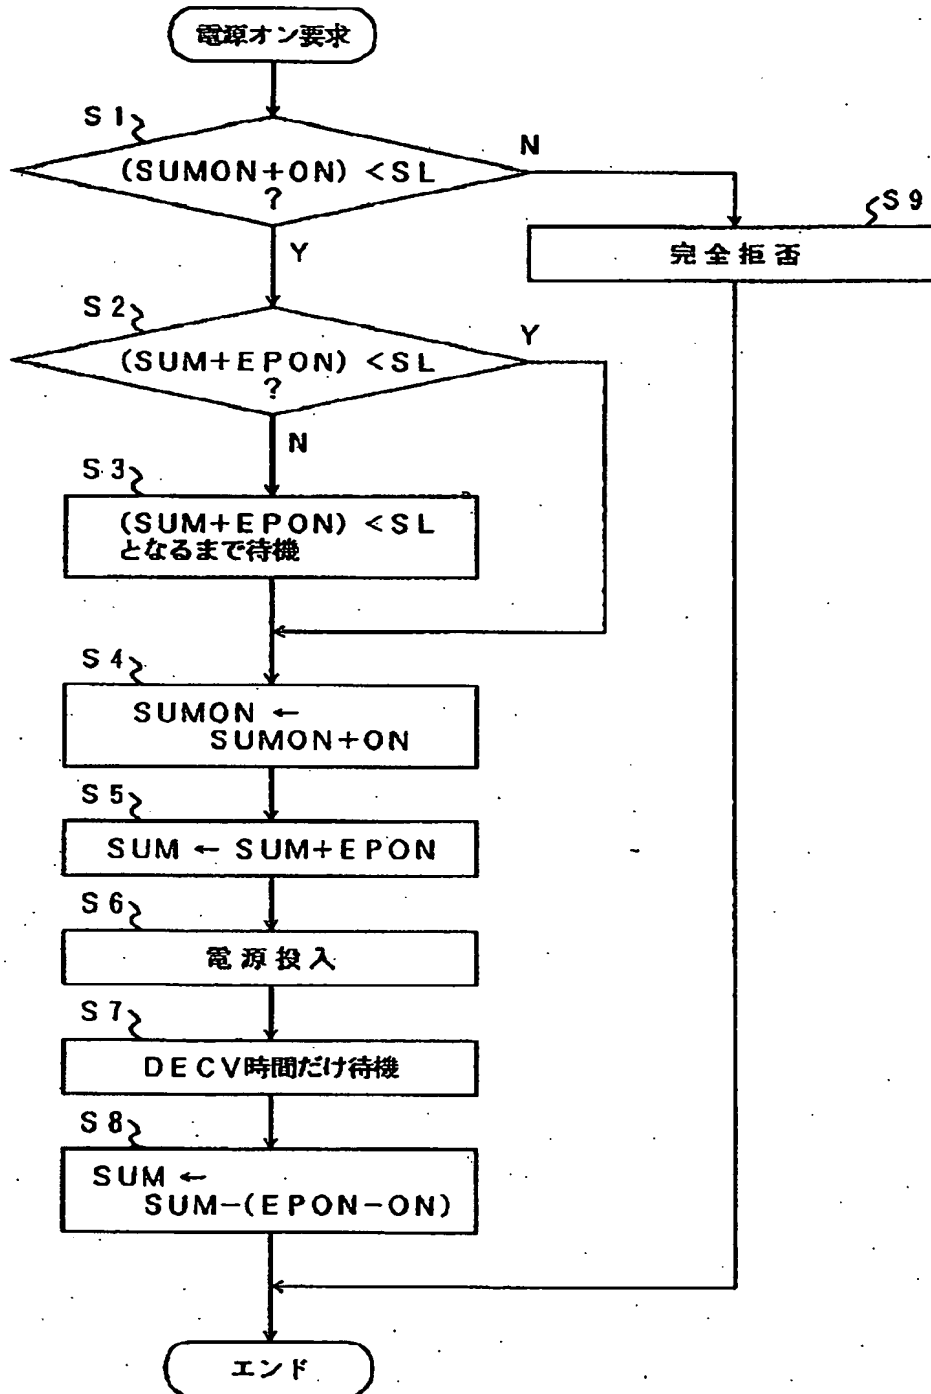 電源オン要求
S1
(SUMON+ON) <SL
?
N
Y
S9
完全拒否
S2
(SUM+EPON) <SL
?
Y
N
S3
(SUM+EPON) <SL
となるまで待機
S4
SUMON ←
SUMON+ON
S5
SUM ← SUM+EPON
S6
電源投入
S7
DECV時間だけ待機
S8
SUM ←
SUM-(EPON-ON)
エンド